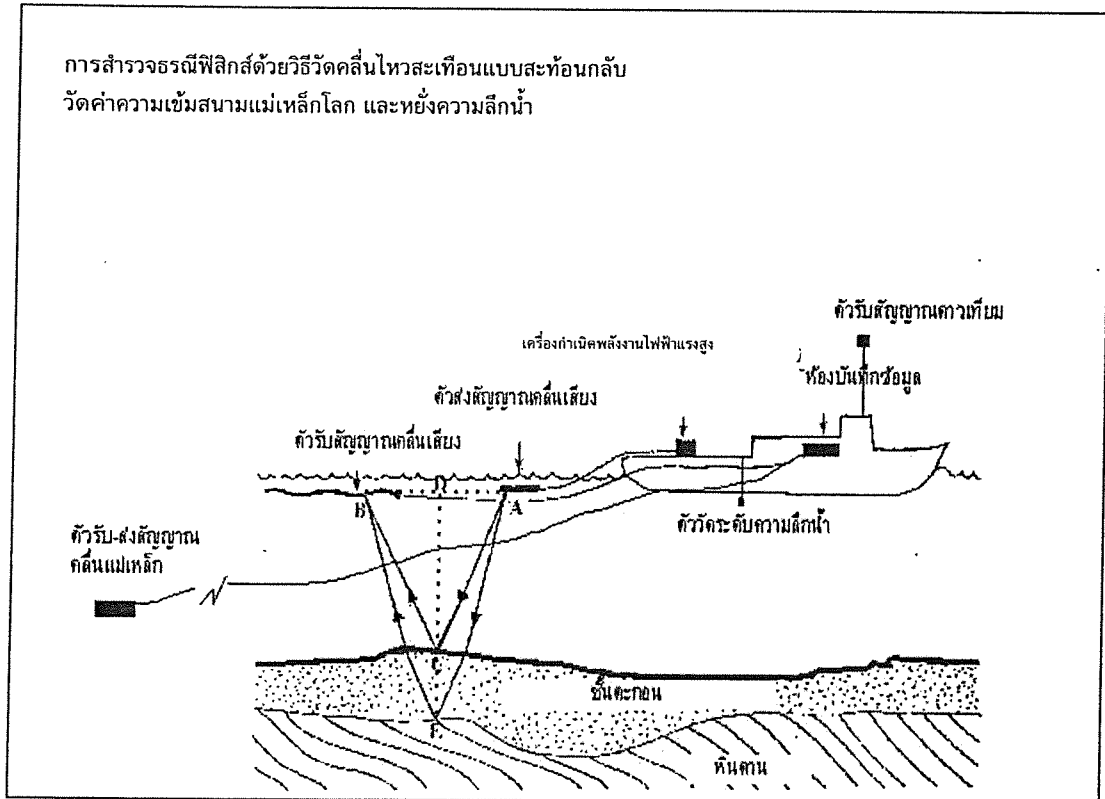 การสำรวจธรณีฟิสิกส์ด้วยวิธีวัดคลื่นไหวสะเทือนแบบสะท้อนกลับ
วัดค่าความเข้มสนามแม่เหล็กโลก และหยั่งความลึกน้ำ
ตัวรับสัญญาณดาวเทียม
เครื่องกำเนิดพลังงานไฟฟ้าแรงสูง
ห้องบันทึกข้อมูล
ตัวส่งสัญญาณคลื่นเสียง
ตัวรับสัญญาณคลื่นเสียง
D
B
A
ตัววัดระดับความลึกน้ำ
ตัวรับ-ส่งสัญญาณ
คลื่นแม่เหล็ก
C
ชั้นตะกอน
E
หินดาน